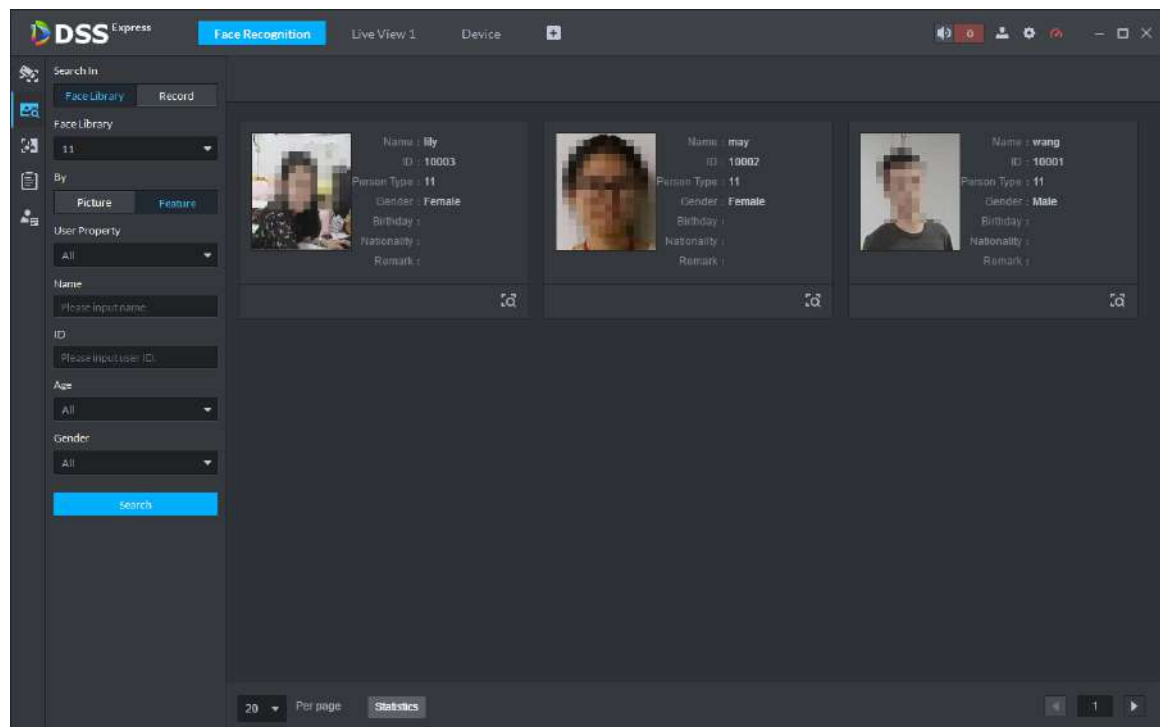 DSS Express
Face Recognition Live View 1 Device 0
Search In
Face Library Record
Face Library
11
By
Picture Feature
User Property
All
Name
Please input name
ID
Please input user ID.
Age
All
Gender
All
Search
Name : lily
ID : 10003
Person Type : 11
Gender : Female
Birthday :
Nationality :
Remark :
Name : may
ID : 10002
Person Type : 11
Gender : Female
Birthday :
Nationality :
Remark :
Name : wang
ID : 10001
Person Type : 11
Gender : Male
Birthday :
Nationality :
Remark :
20 Per page Statistics 1